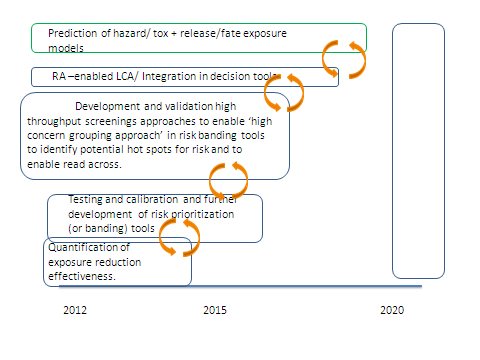 Prediction of hazard/ tox + release/fate exposure
models
RA –enabled LCA/ Integration in decision tools
Development and validation high
throughput screenings approaches to enable ‘high
concern grouping approach’ in risk banding tools
to identify potential hot spots for risk and to
enable read across.
Testing and calibration and further
development of risk prioritization
(or banding) tools
Quantification of
exposure reduction
effectiveness.
2012 2015 2020